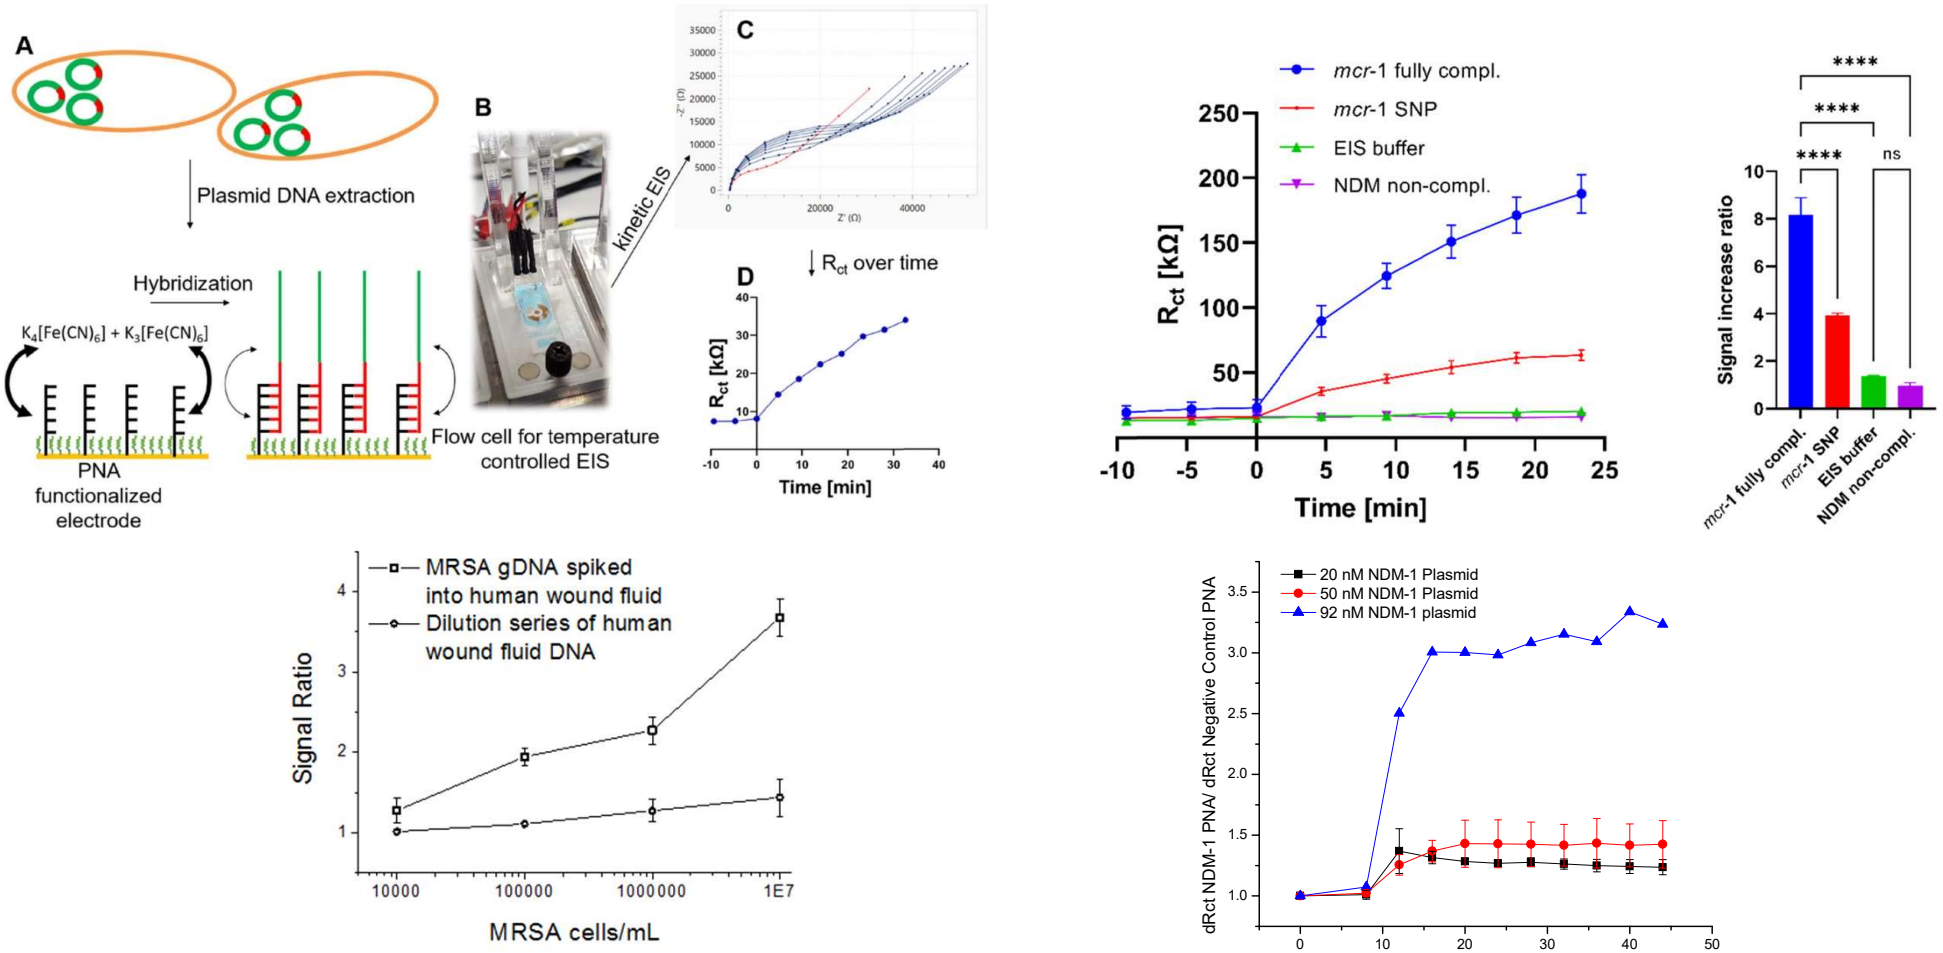 A
Plasmid DNA extraction
Hybridization
K4[Fe(CN)6] + K3[Fe(CN)6]
PNA
functionalized
electrode
B
kinetic EIS
Flow cell for temperature
controlled EIS
C
35000
30000
25000
20000
15000
10000
5000
0
-Z'' (Ω)
0
20000
40000
Z' (Ω)
Rct over time
D
40
30
20
10
Rct [kΩ]
-10
0
10
20
30
40
Time [min]
mcr-1 fully compl.
mcr-1 SNP
EIS buffer
NDM non-compl.
250
200
150
100
50
Rct [kΩ]
-10
-5
0
5
10
15
20
25
Time [min]
****
****
****
ns
10
8
6
4
2
0
Signal increase ratio
mcr-1 fully compl.
mcr-1 SNP
EIS buffer
NDM non-compl.
MRSA gDNA spiked
into human wound fluid
Dilution series of human
wound fluid DNA
4
3
2
1
Signal Ratio
10000
100000
1000000
1E7
MRSA cells/mL
20 nM NDM-1 Plasmid
50 nM NDM-1 Plasmid
92 nM NDM-1 plasmid
3.5
3.0
2.5
2.0
1.5
1.0
dRct NDM-1 PNA/ dRct Negative Control PNA
0
10
20
30
40
50